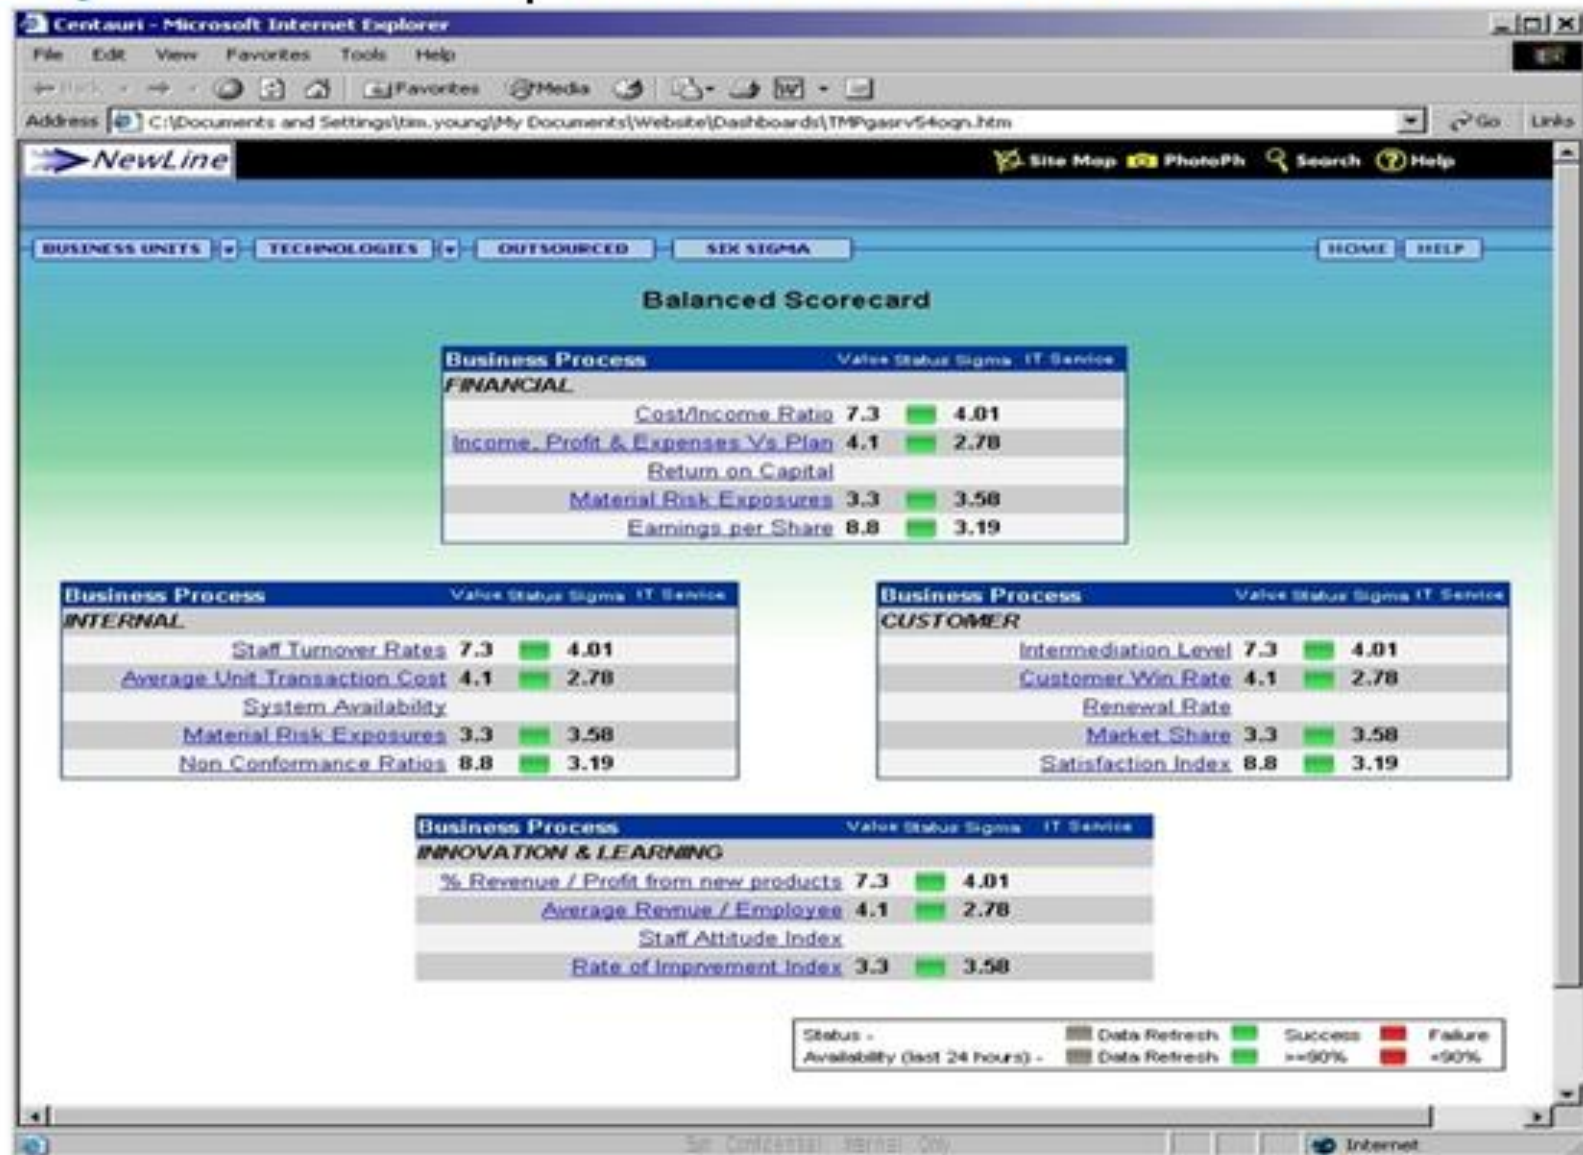 Centauri - Microsoft Internet Explorer
File Edit View Favorites Tools Help
Favorites Media
Address C:\Documents and Settings\tim.young\My Documents\Website\Dashboards\TMPgasrv54oqn.htm Go Links
NewLine Site Map PhotoPh Search Help
BUSINESS UNITS TECHNOLOGIES OUTSOURCED SIX SIGMA HOME HELP
Balanced Scorecard
Business Process Value Status Sigma IT Service
FINANCIAL
Cost/Income Ratio 7.3 4.01
Income, Profit & Expenses Vs Plan 4.1 2.78
Return on Capital
Material Risk Exposures 3.3 3.58
Earnings per Share 8.8 3.19
Business Process Value Status Sigma IT Service
INTERNAL
Staff Turnover Rates 7.3 4.01
Average Unit Transaction Cost 4.1 2.78
System Availability
Material Risk Exposures 3.3 3.58
Non Conformance Ratios 8.8 3.19
Business Process Value Status Sigma IT Service
CUSTOMER
Intermediation Level 7.3 4.01
Customer Win Rate 4.1 2.78
Renewal Rate
Market Share 3.3 3.58
Satisfaction Index 8.8 3.19
Business Process Value Status Sigma IT Service
INNOVATION & LEARNING
% Revenue / Profit from new products 7.3 4.01
Average Revnue / Employee 4.1 2.78
Staff Attitude Index
Rate of Imprvement Index 3.3 3.58
Status - Data Refresh Success Failure
Availability (last 24 hours) - Data Refresh >=90% <90%
Internal Only
Internet